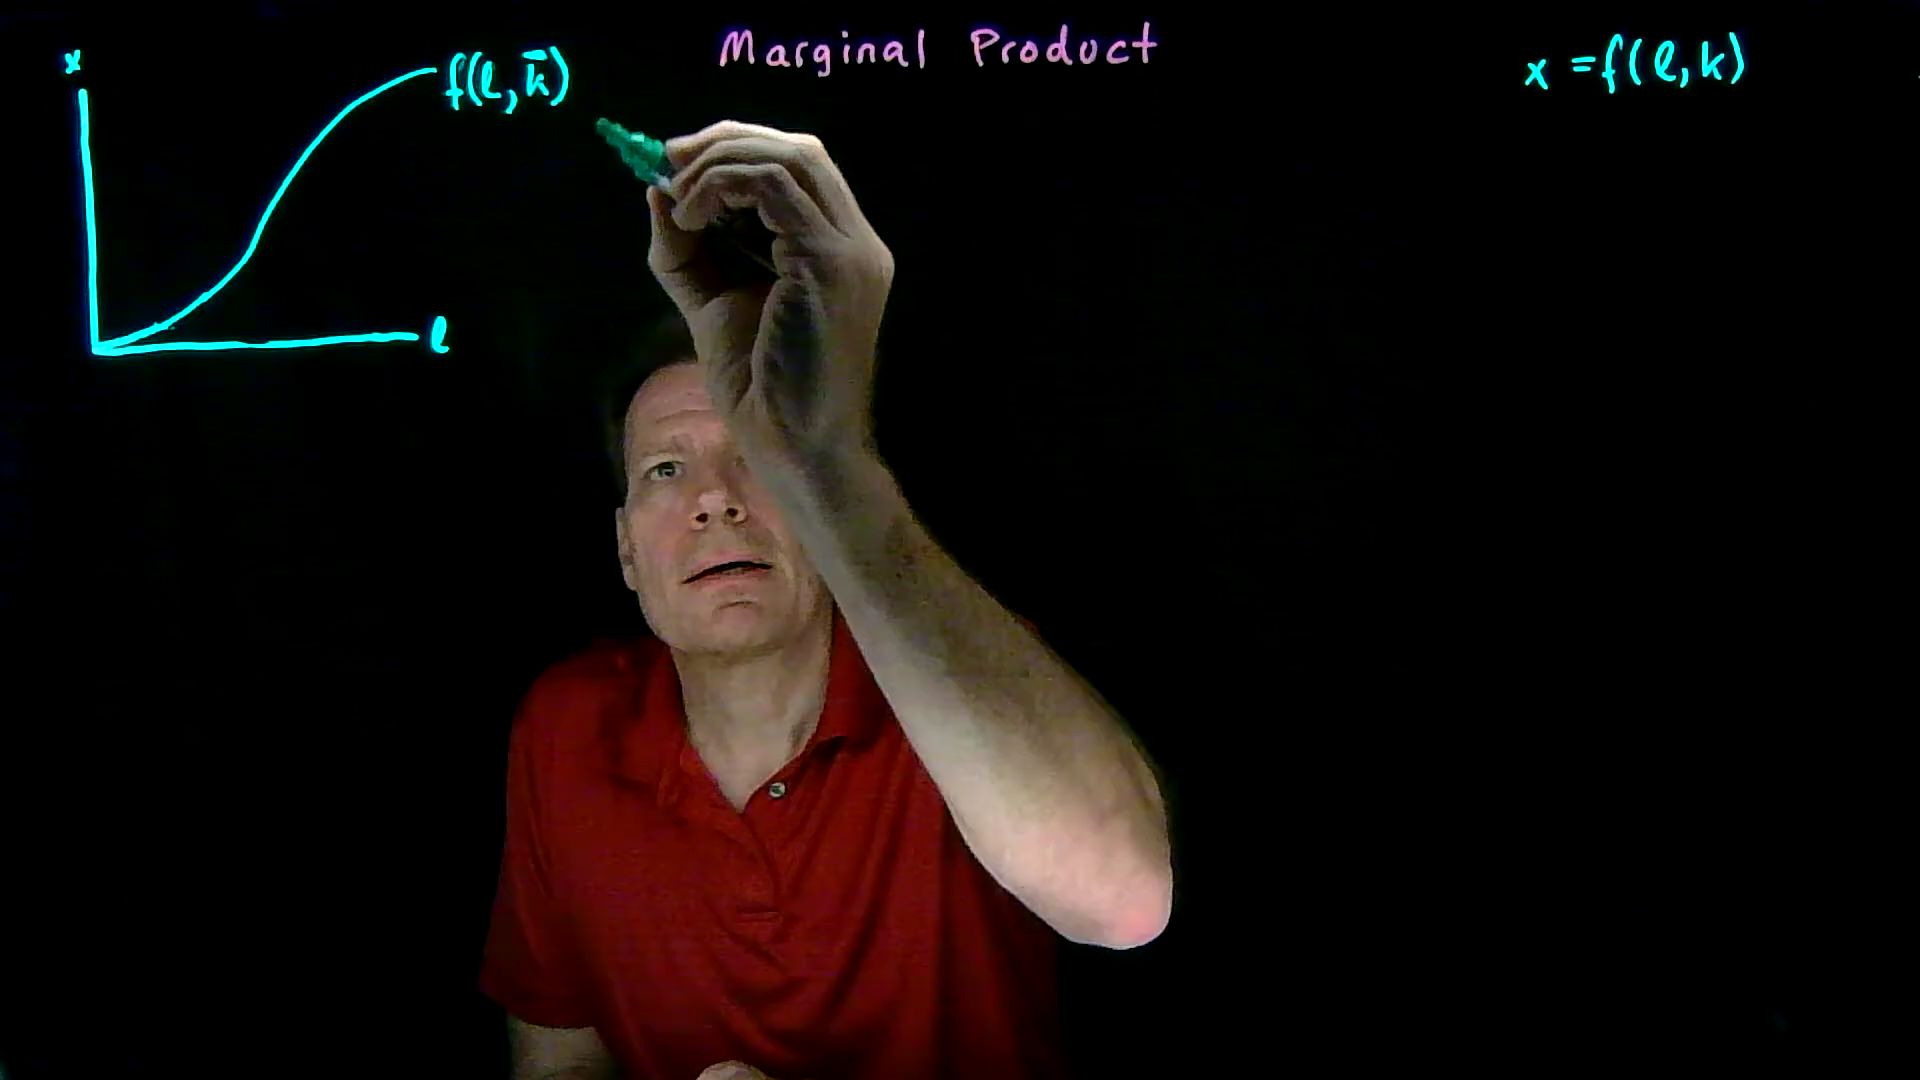 Marginal Product
x
f(l, k̄)
l
x = f(l, k)